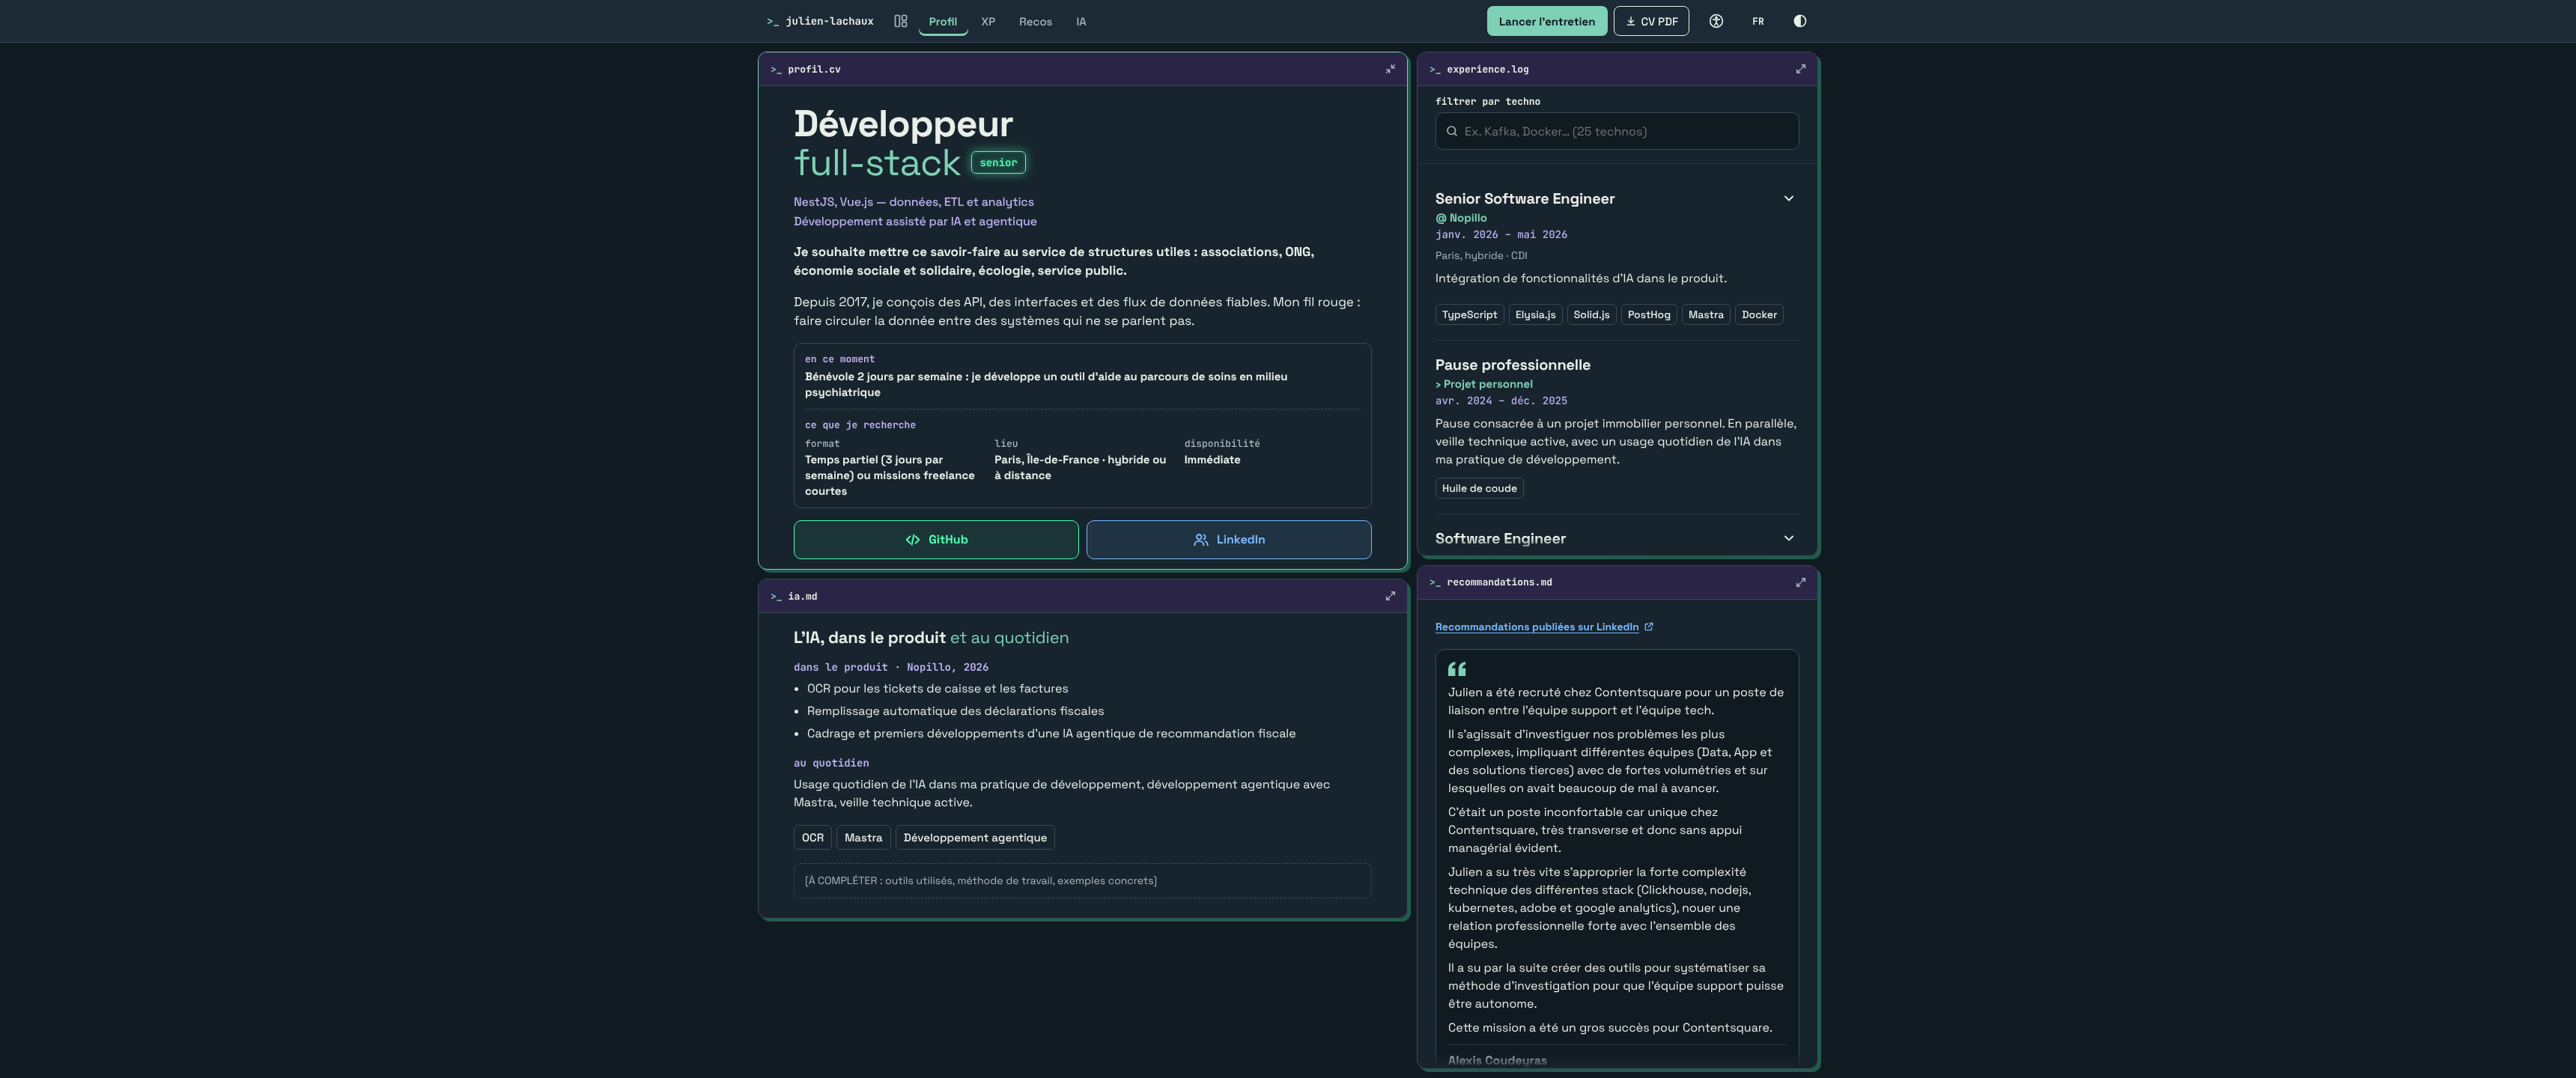 >_ julien-lachaux
Profil
XP
Recos
IA
Lancer l'entretien
CV PDF
FR
>_ profil.cv
Développeur
full-stack senior
NestJS, Vue.js — données, ETL et analytics
Développement assisté par IA et agentique
Je souhaite mettre ce savoir-faire au service de structures utiles : associations, ONG,
économie sociale et solidaire, écologie, service public.
Depuis 2017, je conçois des API, des interfaces et des flux de données fiables. Mon fil rouge :
faire circuler la donnée entre des systèmes qui ne se parlent pas.
en ce moment
Bénévole 2 jours par semaine : je développe un outil d'aide au parcours de soins en milieu
psychiatrique
ce que je recherche
format
Temps partiel (3 jours par
semaine) ou missions freelance
courtes
lieu
Paris, Île-de-France · hybride ou
à distance
disponibilité
Immédiate
GitHub
LinkedIn
>_ ia.md
L'IA, dans le produit et au quotidien
dans le produit · Nopillo, 2026
• OCR pour les tickets de caisse et les factures
• Remplissage automatique des déclarations fiscales
• Cadrage et premiers développements d'une IA agentique de recommandation fiscale
au quotidien
Usage quotidien de l'IA dans ma pratique de développement, développement agentique avec
Mastra, veille technique active.
OCR
Mastra
Développement agentique
[À COMPLÉTER : outils utilisés, méthode de travail, exemples concrets]
>_ experience.log
filtrer par techno
Ex. Kafka, Docker… (25 technos)
Senior Software Engineer
@ Nopillo
janv. 2026 – mai 2026
Paris, hybride · CDI
Intégration de fonctionnalités d'IA dans le produit.
TypeScript
Elysia.js
Solid.js
PostHog
Mastra
Docker
Pause professionnelle
> Projet personnel
avr. 2024 – déc. 2025
Pause consacrée à un projet immobilier personnel. En parallèle,
veille technique active, avec un usage quotidien de l'IA dans
ma pratique de développement.
Huile de coude
Software Engineer
>_ recommandations.md
Recommandations publiées sur LinkedIn
Julien a été recruté chez Contentsquare pour un poste de
liaison entre l'équipe support et l'équipe tech.
Il s'agissait d'investiguer nos problèmes les plus
complexes, impliquant différentes équipes (Data, App et
des solutions tierces) avec de fortes volumétries et sur
lesquelles on avait beaucoup de mal à avancer.
C'était un poste inconfortable car unique chez
Contentsquare, très transverse et donc sans appui
managérial évident.
Julien a su très vite s'approprier la forte complexité
technique des différentes stack (Clickhouse, nodejs,
kubernetes, adobe et google analytics), nouer une
relation professionnelle forte avec l'ensemble des
équipes.
Il a su par la suite créer des outils pour systématiser sa
méthode d'investigation pour que l'équipe support puisse
être autonome.
Cette mission a été un gros succès pour Contentsquare.
Alexis Coudeyras